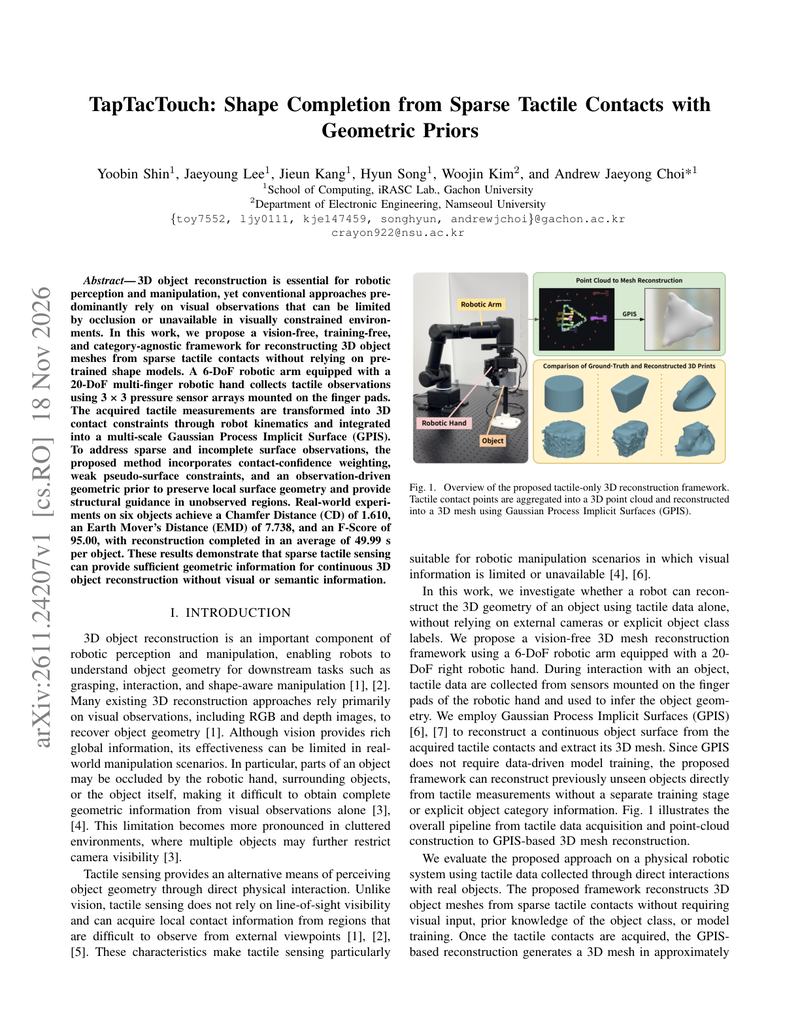 TapTacTouch: Shape Completion from Sparse Tactile Contacts with
Geometric Priors
Yoobin Shin1, Jaeyoung Lee1, Jieun Kang1, Hyun Song1, Woojin Kim2, and Andrew Jaeyong Choi*1
1School of Computing, iRASC Lab., Gachon University
2Department of Electronic Engineering, Namseoul University
{toy7552, ljy0111, kje147459, songhyun, andrewjchoi}@gachon.ac.kr
crayon922@nsu.ac.kr
arXiv:2611.24207v1 [cs.RO] 18 Nov 2026
Abstract—3D object reconstruction is essential for robotic
perception and manipulation, yet conventional approaches pre-
dominantly rely on visual observations that can be limited
by occlusion or unavailable in visually constrained environ-
ments. In this work, we propose a vision-free, training-free,
and category-agnostic framework for reconstructing 3D object
meshes from sparse tactile contacts without relying on pre-
trained shape models. A 6-DoF robotic arm equipped with a
20-DoF multi-finger robotic hand collects tactile observations
using 3 × 3 pressure sensor arrays mounted on the finger pads.
The acquired tactile measurements are transformed into 3D
contact constraints through robot kinematics and integrated
into a multi-scale Gaussian Process Implicit Surface (GPIS).
To address sparse and incomplete surface observations, the
proposed method incorporates contact-confidence weighting,
weak pseudo-surface constraints, and an observation-driven
geometric prior to preserve local surface geometry and provide
structural guidance in unobserved regions. Real-world experi-
ments on six objects achieve a Chamfer Distance (CD) of 1.610,
an Earth Mover's Distance (EMD) of 7.738, and an F-Score of
95.00, with reconstruction completed in an average of 49.99 s
per object. These results demonstrate that sparse tactile sensing
can provide sufficient geometric information for continuous 3D
object reconstruction without visual or semantic information.
I. INTRODUCTION
3D object reconstruction is an important component of
robotic perception and manipulation, enabling robots to
understand object geometry for downstream tasks such as
grasping, interaction, and shape-aware manipulation [1], [2].
Many existing 3D reconstruction approaches rely primarily
on visual observations, including RGB and depth images, to
recover object geometry [1]. Although vision provides rich
global information, its effectiveness can be limited in real-
world manipulation scenarios. In particular, parts of an object
may be occluded by the robotic hand, surrounding objects,
or the object itself, making it difficult to obtain complete
geometric information from visual observations alone [3],
[4]. This limitation becomes more pronounced in cluttered
environments, where multiple objects may further restrict
camera visibility [3].
Tactile sensing provides an alternative means of perceiving
object geometry through direct physical interaction. Unlike
vision, tactile sensing does not rely on line-of-sight visibility
and can acquire local contact information from regions that
are difficult to observe from external viewpoints [1], [2],
[5]. These characteristics make tactile sensing particularly
Robotic Arm
Robotic Hand
Object
Point Cloud to Mesh Reconstruction
GPIS
Comparison of Ground-Truth and Reconstructed 3D Prints
Fig. 1. Overview of the proposed tactile-only 3D reconstruction framework.
Tactile contact points are aggregated into a 3D point cloud and reconstructed
into a 3D mesh using Gaussian Process Implicit Surfaces (GPIS).
suitable for robotic manipulation scenarios in which visual
information is limited or unavailable [4], [6].
In this work, we investigate whether a robot can recon-
struct the 3D geometry of an object using tactile data alone,
without relying on external cameras or explicit object class
labels. We propose a vision-free 3D mesh reconstruction
framework using a 6-DoF robotic arm equipped with a 20-
DoF right robotic hand. During interaction with an object,
tactile data are collected from sensors mounted on the finger
pads of the robotic hand and used to infer the object geom-
etry. We employ Gaussian Process Implicit Surfaces (GPIS)
[6], [7] to reconstruct a continuous object surface from the
acquired tactile contacts and extract its 3D mesh. Since GPIS
does not require data-driven model training, the proposed
framework can reconstruct previously unseen objects directly
from tactile measurements without a separate training stage
or explicit object category information. Fig. 1 illustrates the
overall pipeline from tactile data acquisition and point-cloud
construction to GPIS-based 3D mesh reconstruction.
We evaluate the proposed approach on a physical robotic
system using tactile data collected through direct interactions
with real objects. The proposed framework reconstructs 3D
object meshes from sparse tactile contacts without requiring
visual input, prior knowledge of the object class, or model
training. Once the tactile contacts are acquired, the GPIS-
based reconstruction generates a 3D mesh in approximately